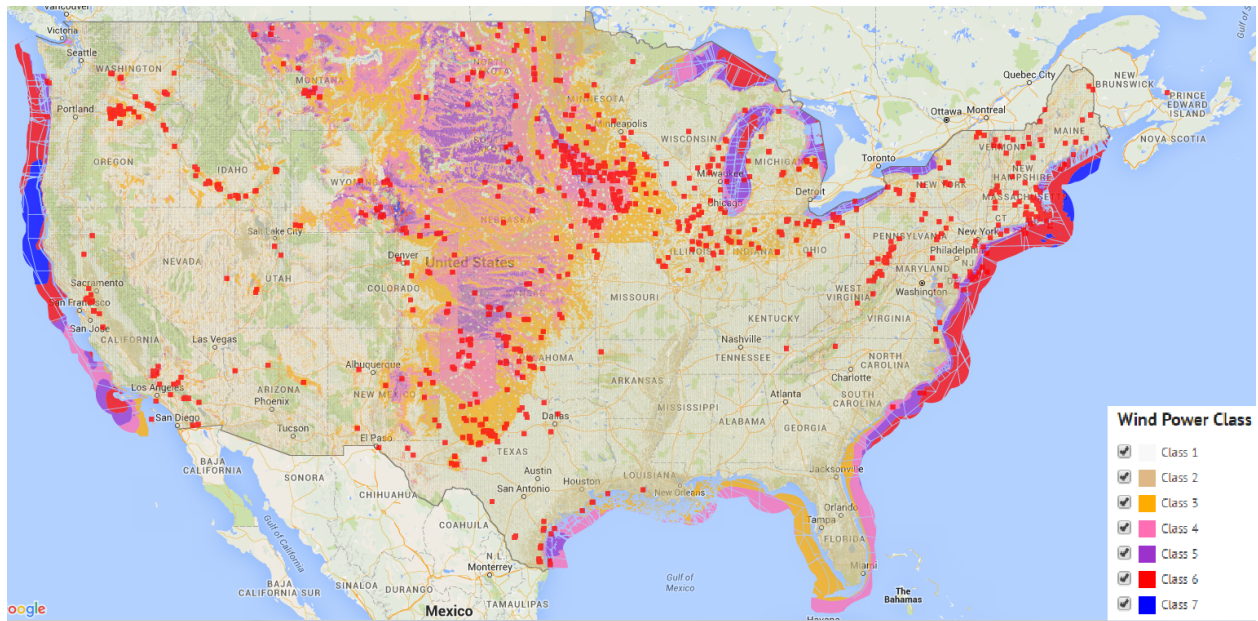 Vancouver
Victoria
Seattle
WASHINGTON
Portland
MONTANA
NORTH
DAKOTA
MINNESOTA
Minneapolis
WISCONSIN
MICHIGAN
Milwaukee
Chicago
Detroit
Toronto
Ottawa
Montreal
Quebec City
NEW
BRUNSWICK
PRINCE
EDWARD
ISLAND
NOVA SCOTIA
MAINE
VERMONT
NEW
HAMPSHIRE
MASSACHUSETTS
CT
NEW YORK
New York
OREGON
IDAHO
WYOMING
NEBRASKA
Salt Lake City
NEVADA
UTAH
Denver
COLORADO
United States
ILLINOIS
INDIANA
OHIO
PENNSYLVANIA
Philadelphia
NJ
MARYLAND
Washington
WEST
VIRGINIA
VIRGINIA
Sacramento
San Francisco
San Jose
CALIFORNIA
Las Vegas
MISSOURI
KENTUCKY
Nashville
TENNESSEE
NORTH
CAROLINA
Charlotte
SOUTH
CAROLINA
Los Angeles
San Diego
ARIZONA
Phoenix
Tucson
Albuquerque
NEW MEXICO
El Paso
OKLAHOMA
ARKANSAS
MISSISSIPPI
ALABAMA
Atlanta
GEORGIA
Dallas
TEXAS
Austin
San Antonio
Houston
LOUISIANA
New Orleans
Jacksonville
Orlando
Tampa
FLORIDA
Miami
The
Bahamas
Havana
Gulf of
Mexico
BAJA
CALIFORNIA
SONORA
CHIHUAHUA
COAHUILA
Gulf of California
BAJA
CALIFORNIA SUR
SINALOA
DURANGO
N.L.
Monterrey
TAMAULIPAS
Mexico
oogle
Wind Power Class
Class 1
Class 2
Class 3
Class 4
Class 5
Class 6
Class 7